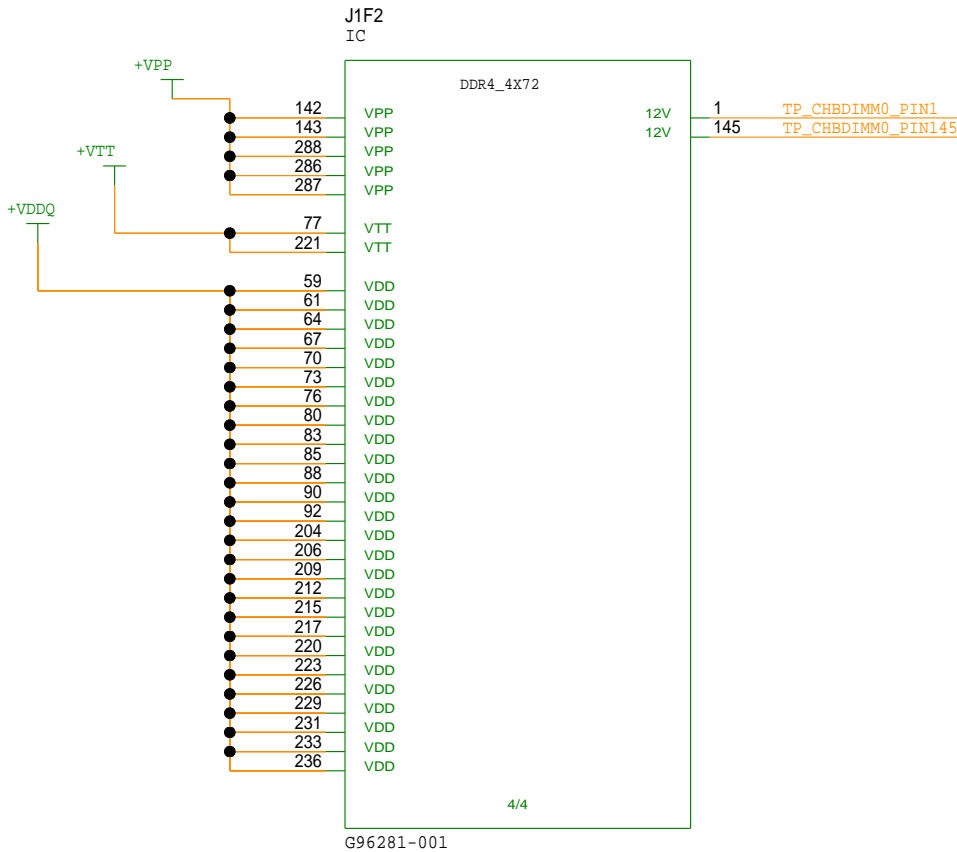 J1F2
IC
+VPP
DDR4_4X72
142 VPP 12V 1 TP_CHBDIMM0_PIN1
143 VPP 12V 145 TP_CHBDIMM0_PIN145
288 VPP
+VTT
286 VPP
287 VPP
+VDDQ
77 VTT
221 VTT
59 VDD
61 VDD
64 VDD
67 VDD
70 VDD
73 VDD
76 VDD
80 VDD
83 VDD
85 VDD
88 VDD
90 VDD
92 VDD
204 VDD
206 VDD
209 VDD
212 VDD
215 VDD
217 VDD
220 VDD
223 VDD
226 VDD
229 VDD
231 VDD
233 VDD
236 VDD
4/4
G96281-001